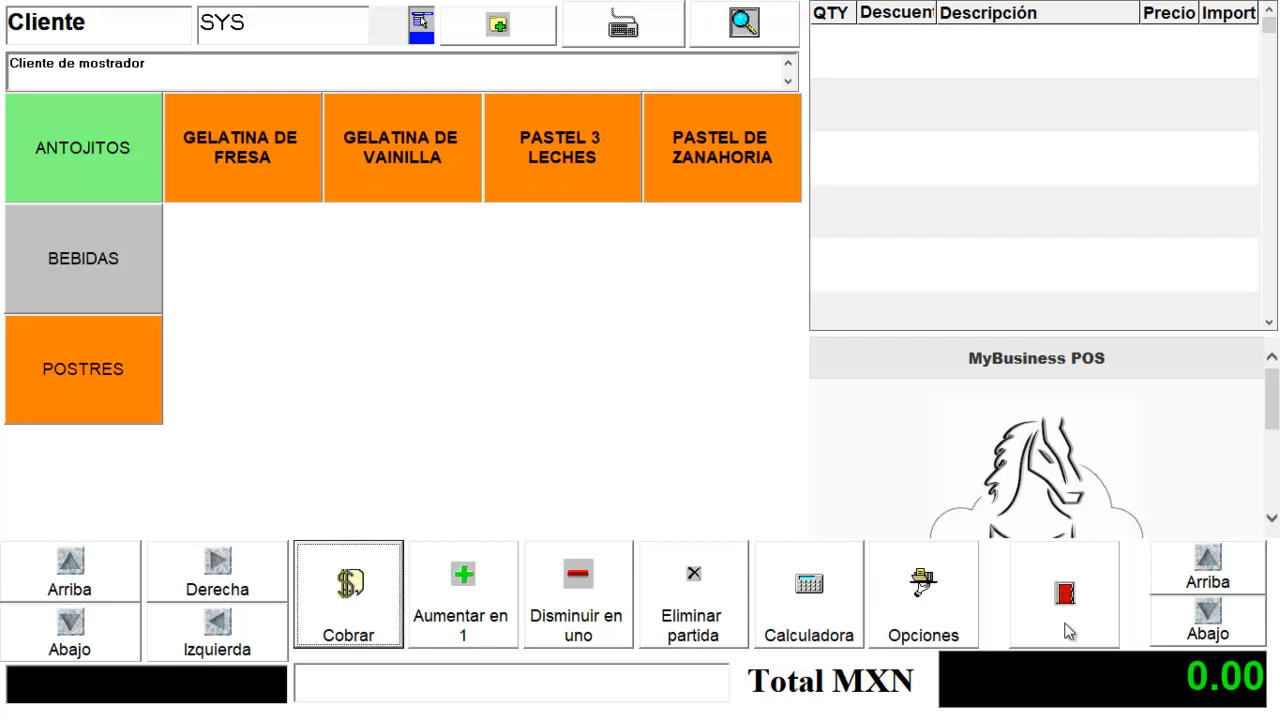 Cliente
SYS
Cliente de mostrador
QTY Descuent Descripción Precio Import
ANTOJITOS
GELATINA DE
FRESA
GELATINA DE
VAINILLA
PASTEL 3
LECHES
PASTEL DE
ZANAHORIA
BEBIDAS
POSTRES
MyBusiness POS
Arriba
Derecha
Cobrar
Aumentar en
1
Disminuir en
uno
Eliminar
partida
Calculadora
Opciones
Arriba
Abajo
Izquierda
Abajo
Total MXN
0.00